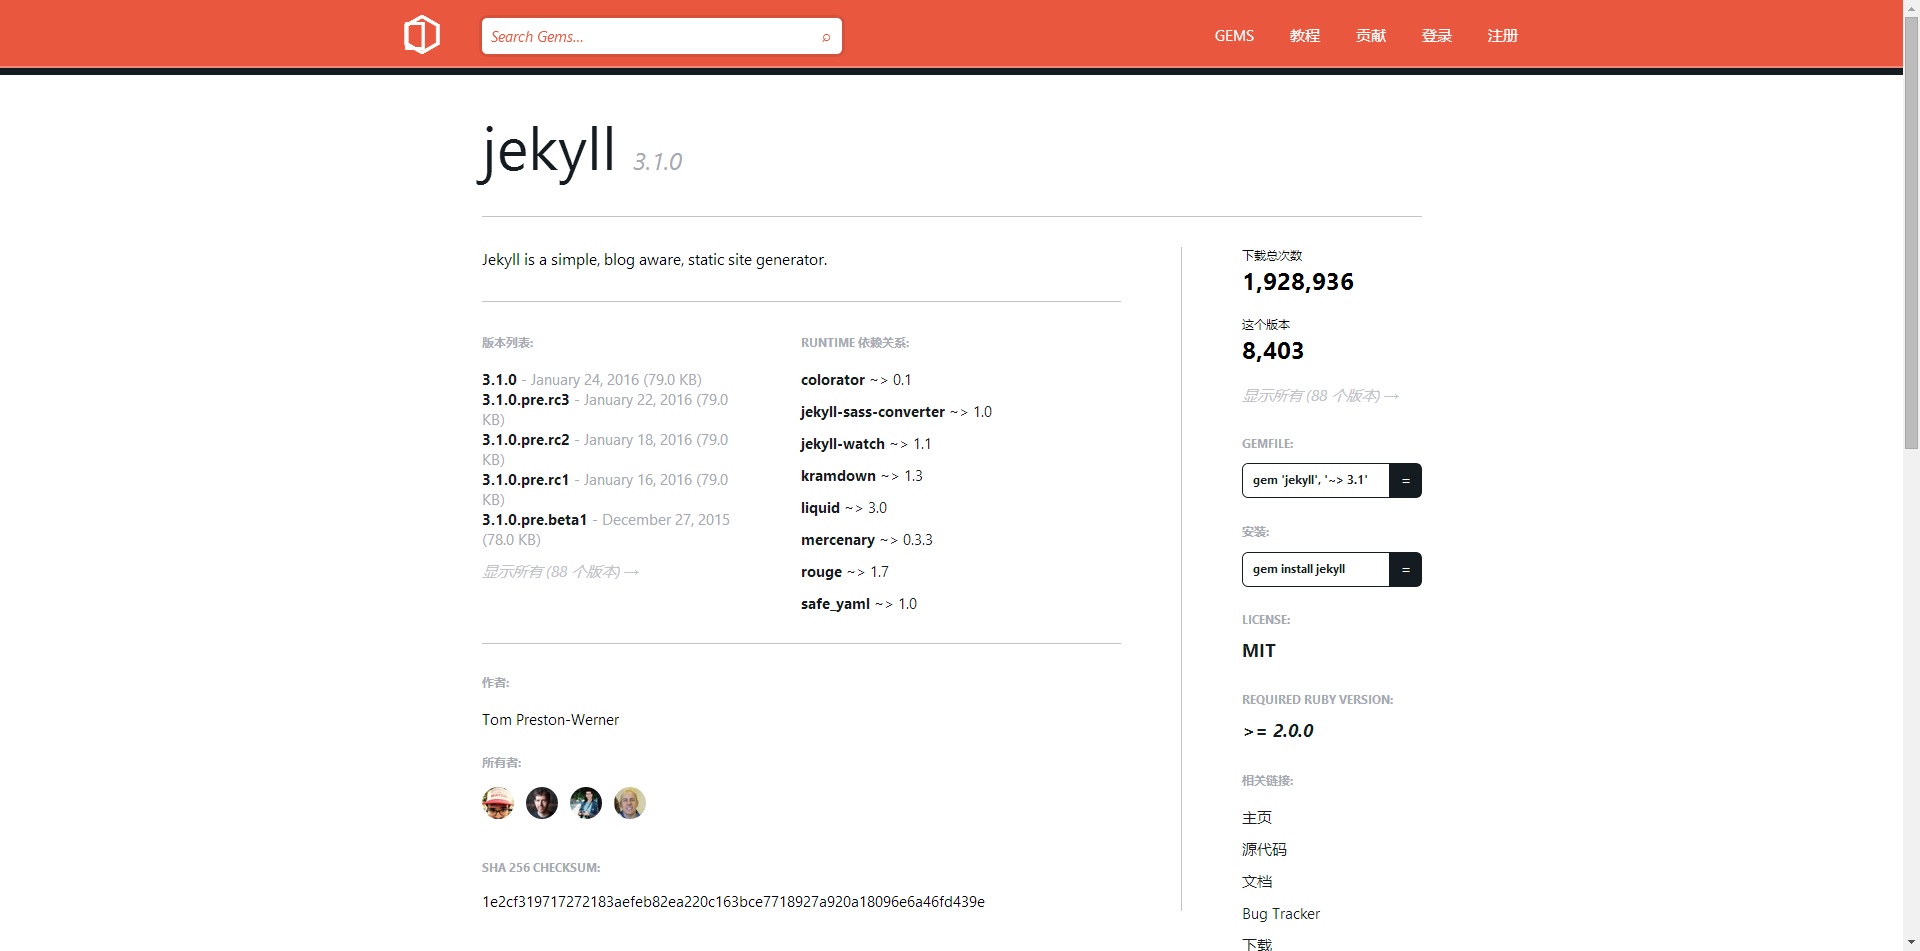 Search Gems...
GEMS 教程 贡献 登录 注册
jekyll 3.1.0
Jekyll is a simple, blog aware, static site generator.
版本列表:
3.1.0 - January 24, 2016 (79.0 KB)
3.1.0.pre.rc3 - January 22, 2016 (79.0
KB)
3.1.0.pre.rc2 - January 18, 2016 (79.0
KB)
3.1.0.pre.rc1 - January 16, 2016 (79.0
KB)
3.1.0.pre.beta1 - December 27, 2015
(78.0 KB)
显示所有 (88 个版本) →
RUNTIME 依赖关系:
colorator ~> 0.1
jekyll-sass-converter ~> 1.0
jekyll-watch ~> 1.1
kramdown ~> 1.3
liquid ~> 3.0
mercenary ~> 0.3.3
rouge ~> 1.7
safe_yaml ~> 1.0
作者:
Tom Preston-Werner
所有者:
SHA 256 CHECKSUM:
1e2cf319717272183aefeb82ea220c163bce7718927a920a18096e6a46fd439e
下载总次数
1,928,936
这个版本
8,403
显示所有 (88 个版本) →
GEMFILE:
gem 'jekyll', '~> 3.1' =
安装:
gem install jekyll =
LICENSE:
MIT
REQUIRED RUBY VERSION:
>= 2.0.0
相关链接:
主页
源代码
文档
Bug Tracker
下载